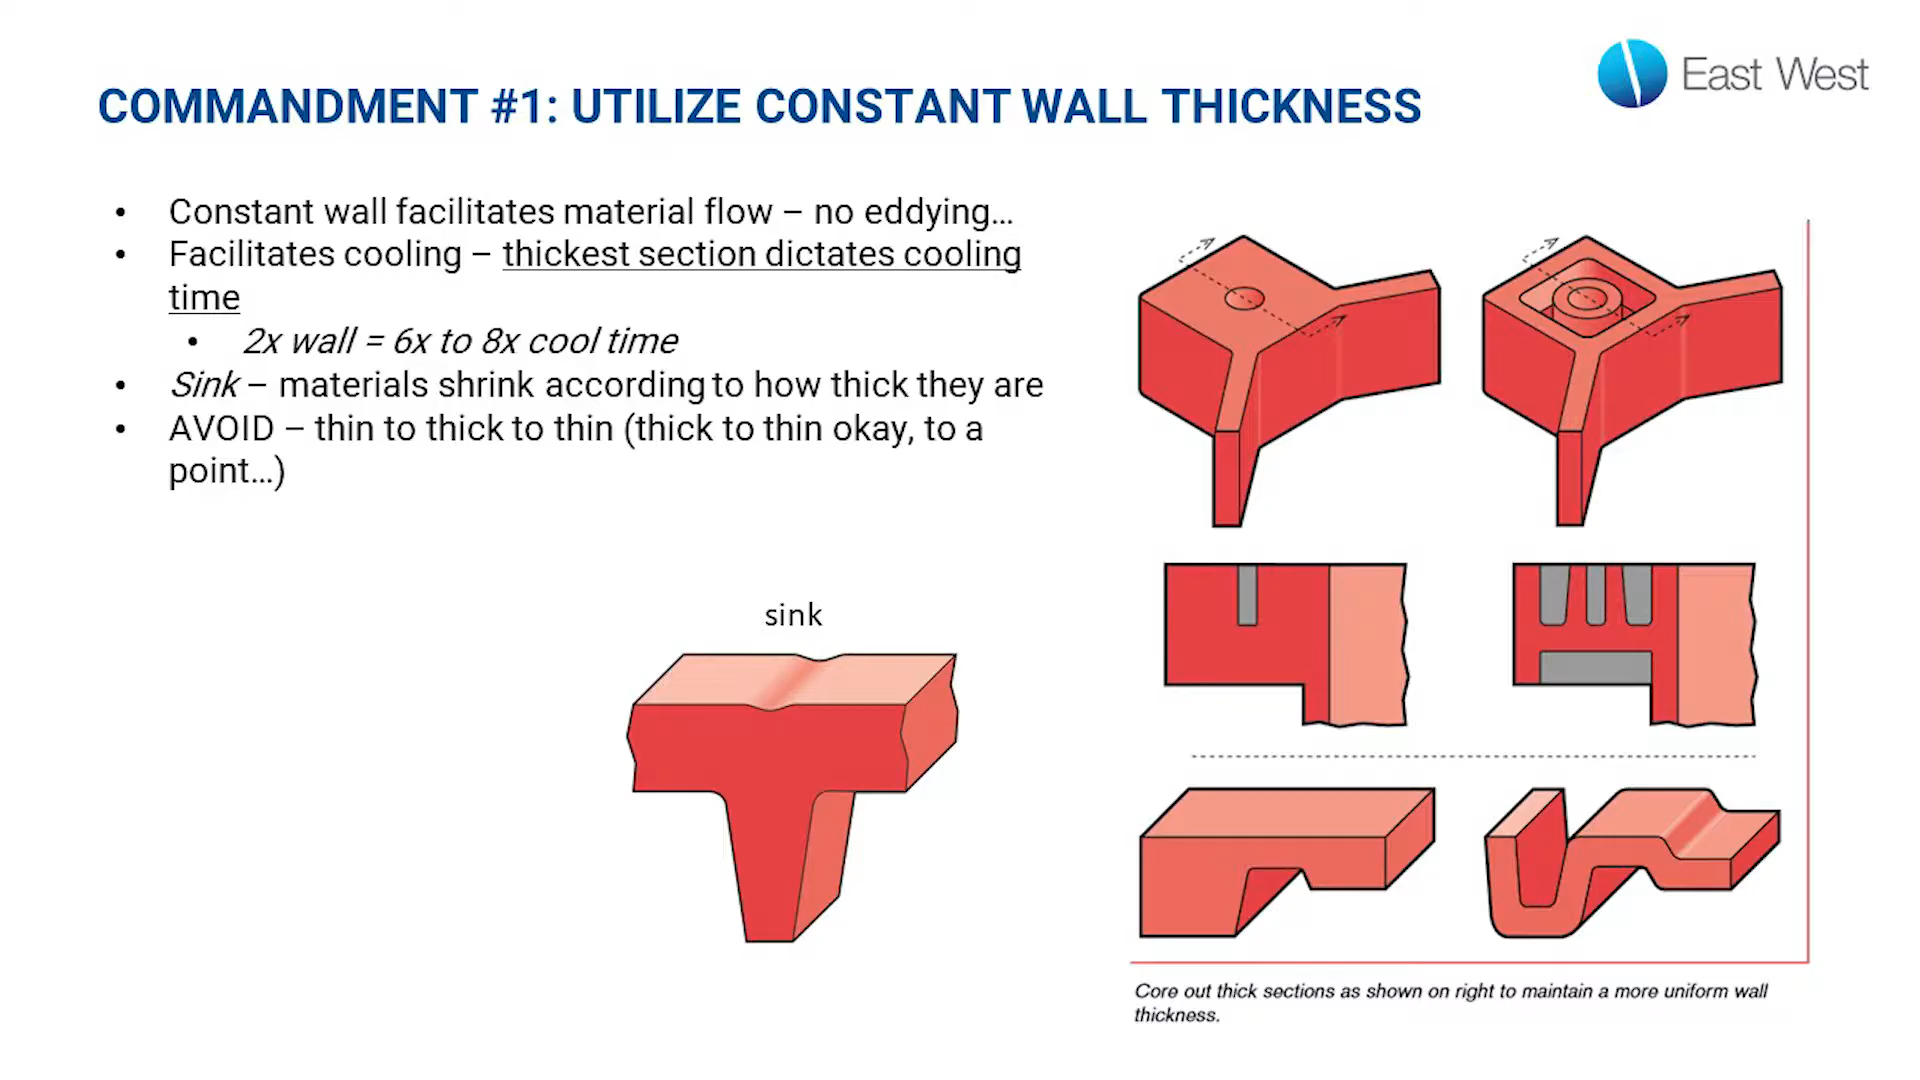 East West
COMMANDMENT #1: UTILIZE CONSTANT WALL THICKNESS
• Constant wall facilitates material flow – no eddying...
• Facilitates cooling – thickest section dictates cooling
time
• 2x wall = 6x to 8x cool time
• Sink – materials shrink according to how thick they are
• AVOID – thin to thick to thin (thick to thin okay, to a
point...)
sink
Core out thick sections as shown on right to maintain a more uniform wall
thickness.